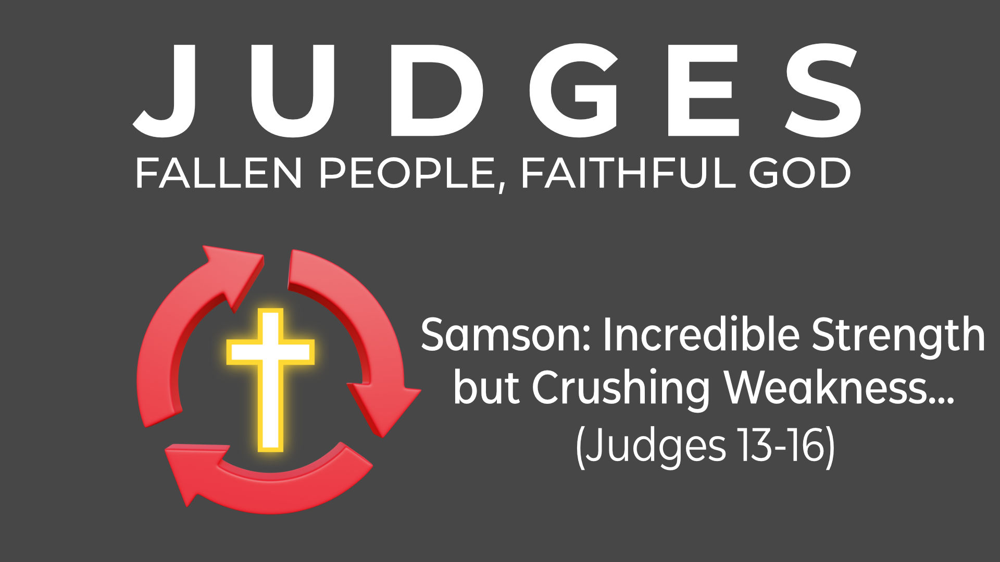 JUDGES
FALLEN PEOPLE, FAITHFUL GOD
Samson: Incredible Strength
but Crushing Weakness...
(Judges 13-16)